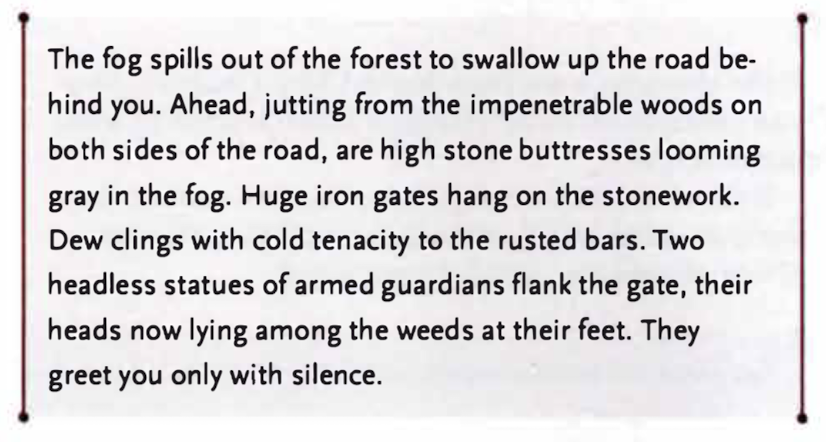 The fog spills out of the forest to swallow up the road be-
hind you. Ahead, jutting from the impenetrable woods on
both sides of the road, are high stone buttresses looming
gray in the fog. Huge iron gates hang on the stonework.
Dew clings with cold tenacity to the rusted bars. Two
headless statues of armed guardians flank the gate, their
heads now lying among the weeds at their feet. They
greet you only with silence.